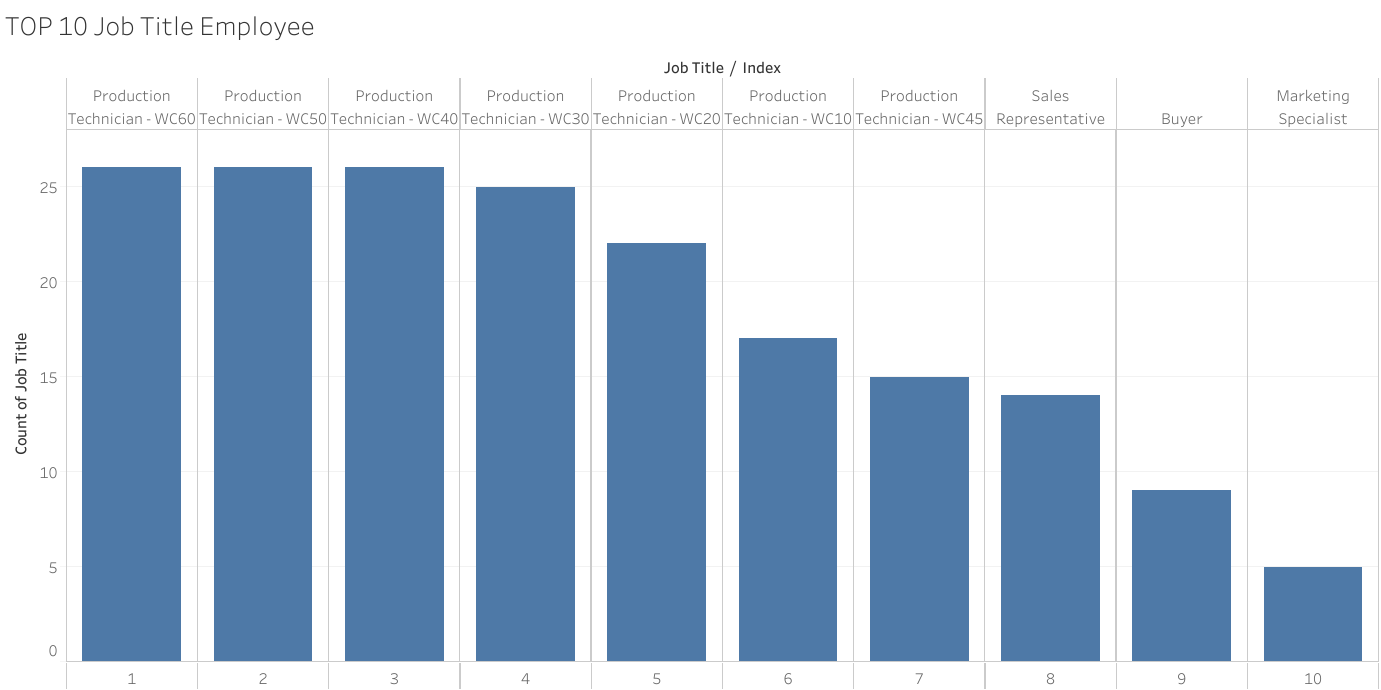 TOP 10 Job Title Employee
Job Title / Index
Production Production Production Production Production Production Production Sales Marketing
Technician - WC60 Technician - WC50 Technician - WC40 Technician - WC30 Technician - WC20 Technician - WC10 Technician - WC45 Representative Buyer Specialist
25
20
15
10
5
0
Count of Job Title
1 2 3 4 5 6 7 8 9 10